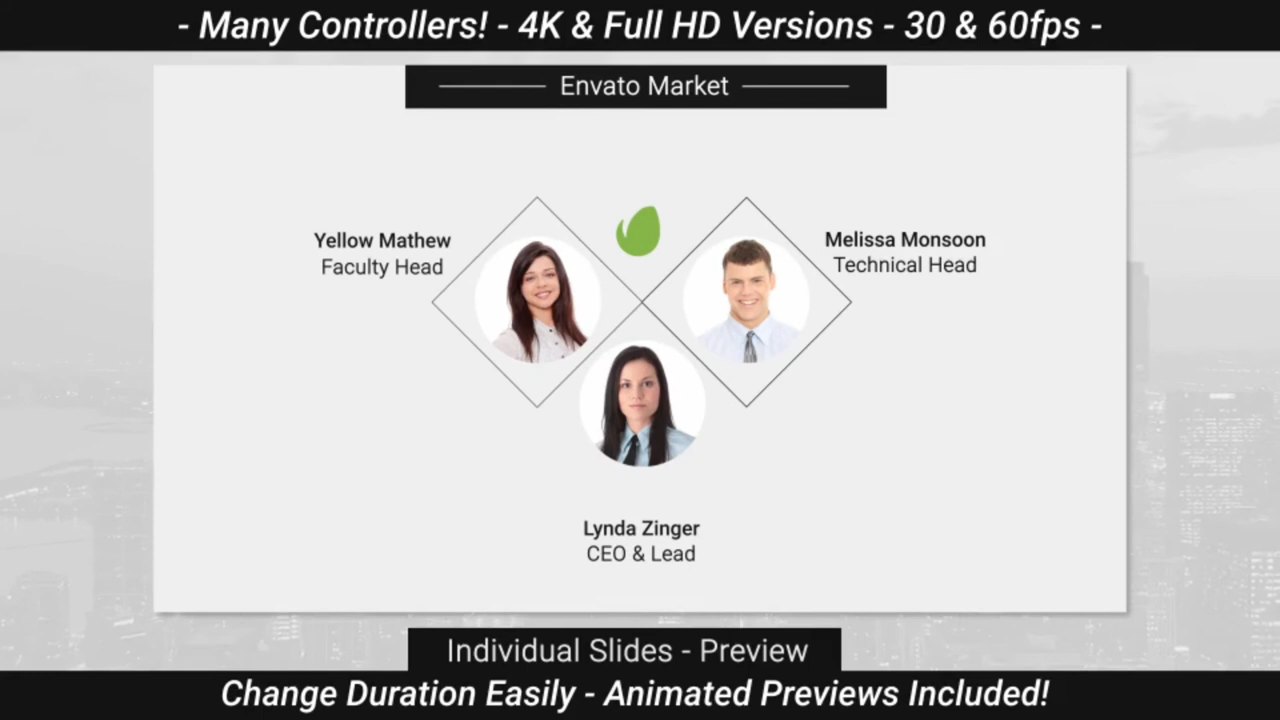 - Many Controllers! - 4K & Full HD Versions - 30 & 60fps -
Envato Market
Yellow Mathew
Faculty Head
Melissa Monsoon
Technical Head
Lynda Zinger
CEO & Lead
Individual Slides - Preview
Change Duration Easily - Animated Previews Included!